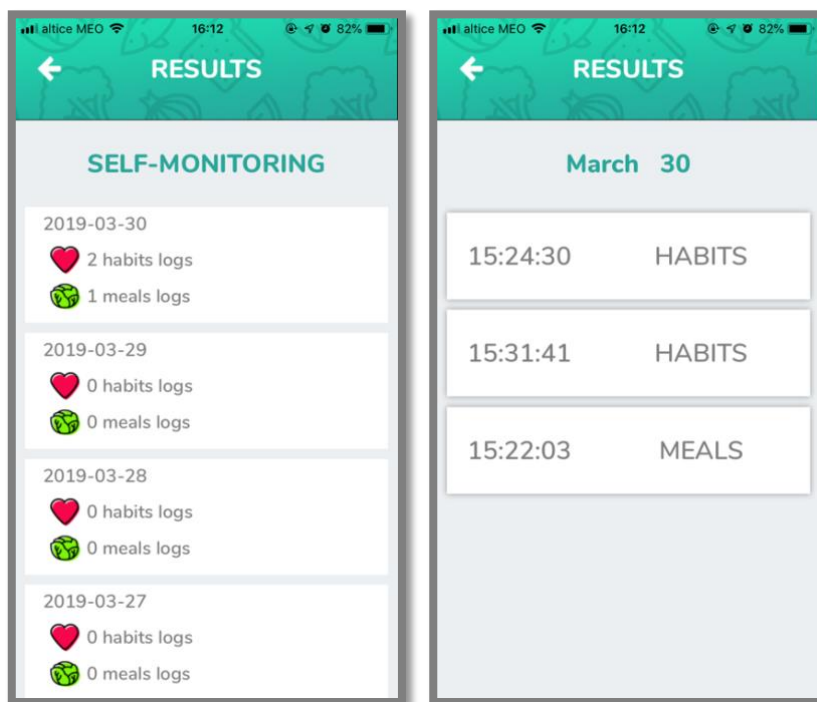 altice MEO 16:12 82%
RESULTS
SELF-MONITORING
2019-03-30
2 habits logs
1 meals logs
2019-03-29
0 habits logs
0 meals logs
2019-03-28
0 habits logs
0 meals logs
2019-03-27
0 habits logs
0 meals logs
altice MEO 16:12 82%
RESULTS
March 30
15:24:30 HABITS
15:31:41 HABITS
15:22:03 MEALS